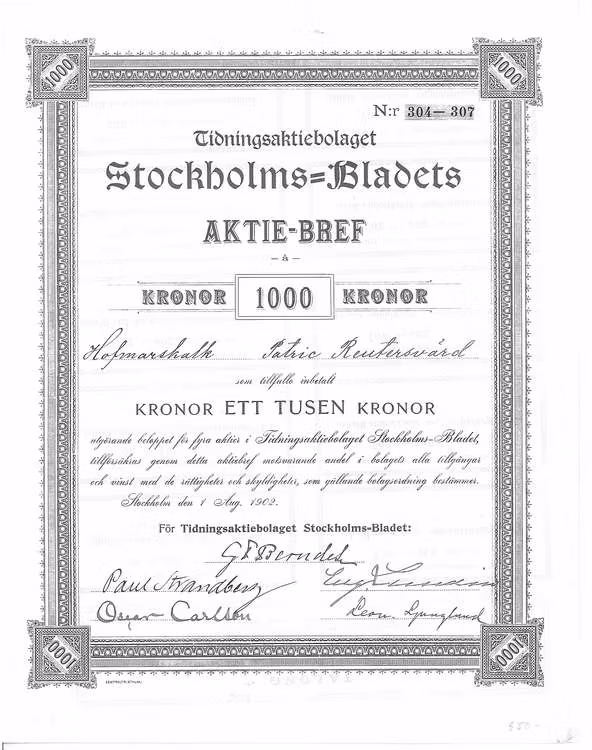 1000 1000
N:r 304—307
Tidningsaktiebolaget
Stockholms=Bladets
AKTIE-BREF
- à -
KRONOR 1000 KRONOR
Hofmarskalk Patric Reutersvärd
som tillfullo inbetalt
KRONOR ETT TUSEN KRONOR
utgörande beloppet för fyra aktier i Tidningsaktiebolaget Stockholms-Bladet,
tillförsäkras genom detta aktiebref motsvarande andel i bolagets alla tillgångar
och vinst med de rättigheter och skyldigheter, som gällande bolagsordning bestämmer.
Stockholm den 1 Aug. 1902.
För Tidningsaktiebolaget Stockholms-Bladet:
G Berndes
Paul Strandberg
Oscar Carlson Leon. Ljunglund
1000 1000